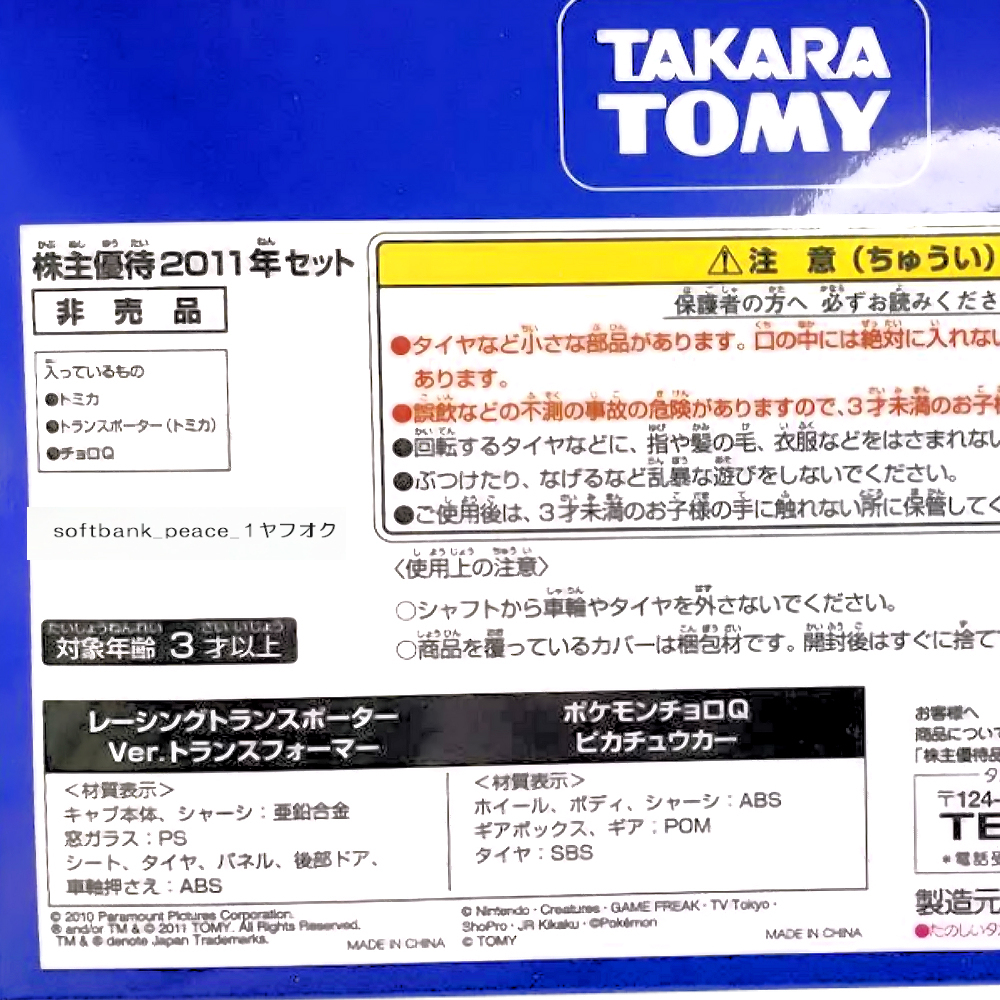 TAKARA
TOMY
株主優待2011年セット
非売品
入っているもの
●トミカ
●トランスポーター(トミカ)
●チョロQ
softbank_peace_1ヤフオク
対象年齢 3才以上
⚠注 意(ちゅうい)
保護者の方へ 必ずお読みくださ
●タイヤなど小さな部品があります。口の中には絶対に入れない
あります。
●誤飲などの不測の事故の危険がありますので、3才未満のお子様
●回転するタイヤなどに、指や髪の毛、衣服などをはさまれない
●ぶつけたり、なげるなど乱暴な遊びをしないでください。
●ご使用後は、3才未満のお子様の手に触れない所に保管してく
〈使用上の注意〉
○シャフトから車輪やタイヤを外さないでください。
○商品を覆っているカバーは梱包材です。開封後はすぐに捨て
レーシングトランスポーター
Ver.トランスフォーマー
<材質表示>
キャブ本体、シャーシ:亜鉛合金
窓ガラス:PS
シート、タイヤ、パネル、後部ドア、
車輪押さえ:ABS
ポケモンチョロQ
ピカチュウカー
<材質表示>
ホイール、ボディ、シャーシ:ABS
ギアボックス、ギア:POM
タイヤ:SBS
© 2010 Paramount Pictures Corporation.
® and/or TM & © 2011 TOMY. All Rights Reserved.
TM & ® denote Japan Trademarks.
MADE IN CHINA
© Nintendo・Creatures・GAME FREAK・TV Tokyo・
ShoPro・JR Kikaku・©Pokémon
© TOMY
MADE IN CHINA
お客様へ
商品について
「株主優待品
〒124-
TE
*電話受
製造元
●たのしいタ